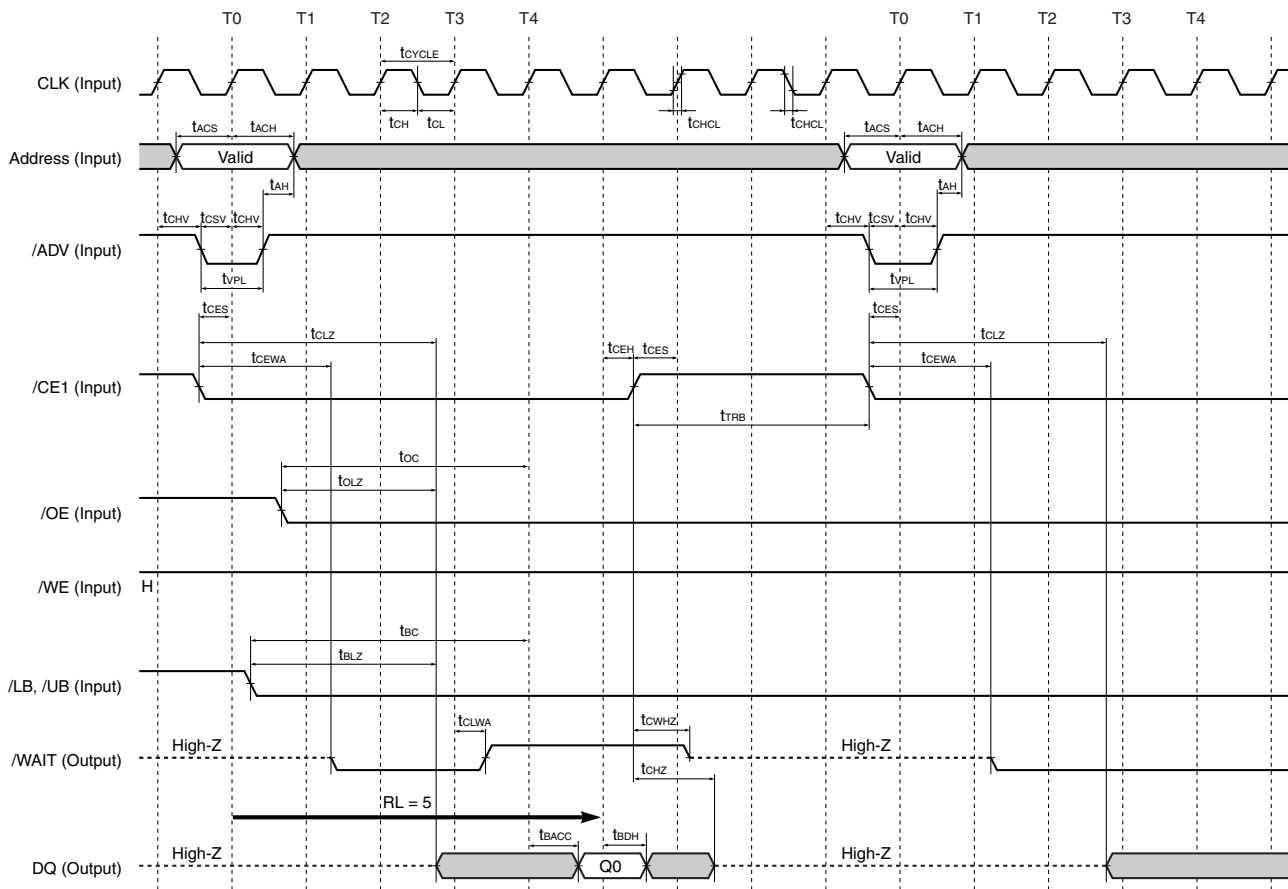 T0 T1 T2 T3 T4 T0 T1 T2 T3 T4
tCYCLE
CLK (Input)
tCH tCL tCHCL tCHCL
tACS tACH tACS tACH
Address (Input) Valid Valid
tAH tAH
tCHV tCSV tCHV tCHV tCSV tCHV
/ADV (Input)
tVPL tVPL
tCES tCES
tCLZ tCLZ
tCEWA tCEH tCES tCEWA
/CE1 (Input)
tTRB
tOC
tOLZ
/OE (Input)
/WE (Input) H
tBC
tBLZ
/LB, /UB (Input)
tCLWA tCWHZ
High-Z High-Z
/WAIT (Output)
tCHZ
RL = 5
tBACC tBDH
High-Z High-Z
DQ (Output) Q0